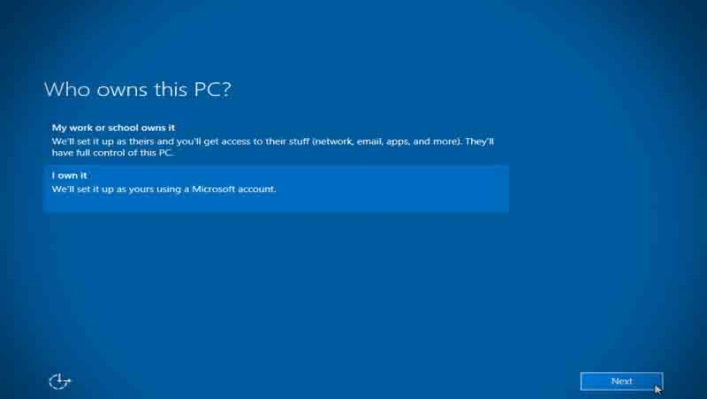 Who owns this PC?
My work or school owns it
We'll set it up as theirs and you'll get access to their stuff (network, email, apps, and more). They'll
have full control of this PC.
I own it
We'll set it up as yours using a Microsoft account.
Next